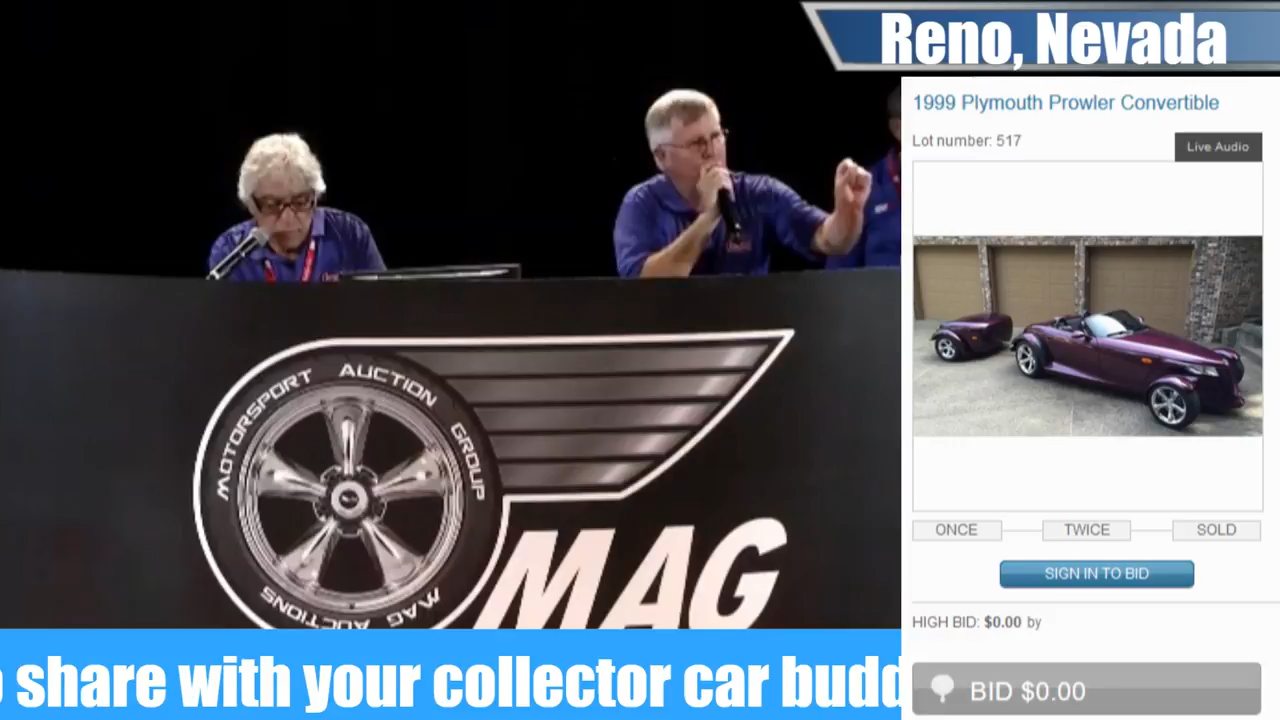 Reno, Nevada
1999 Plymouth Prowler Convertible
Lot number: 517
Live Audio
MOTORSPORT AUCTION GROUP
MAG AUCTIONS
MAG
ONCE
TWICE
SOLD
SIGN IN TO BID
HIGH BID: $0.00 by
BID $0.00
share with your collector car budd